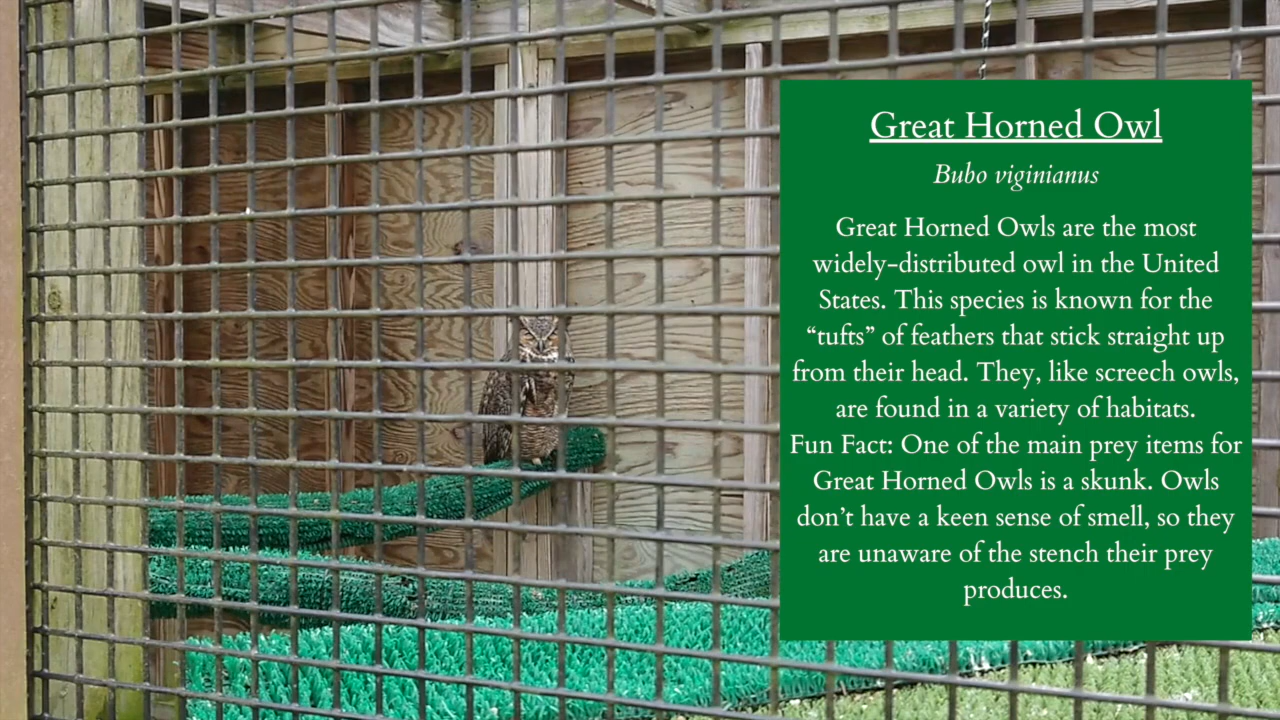 Great Horned Owl
Bubo viginianus
Great Horned Owls are the most
widely-distributed owl in the United
States. This species is known for the
“tufts” of feathers that stick straight up
from their head. They, like screech owls,
are found in a variety of habitats.
Fun Fact: One of the main prey items for
Great Horned Owls is a skunk. Owls
don’t have a keen sense of smell, so they
are unaware of the stench their prey
produces.